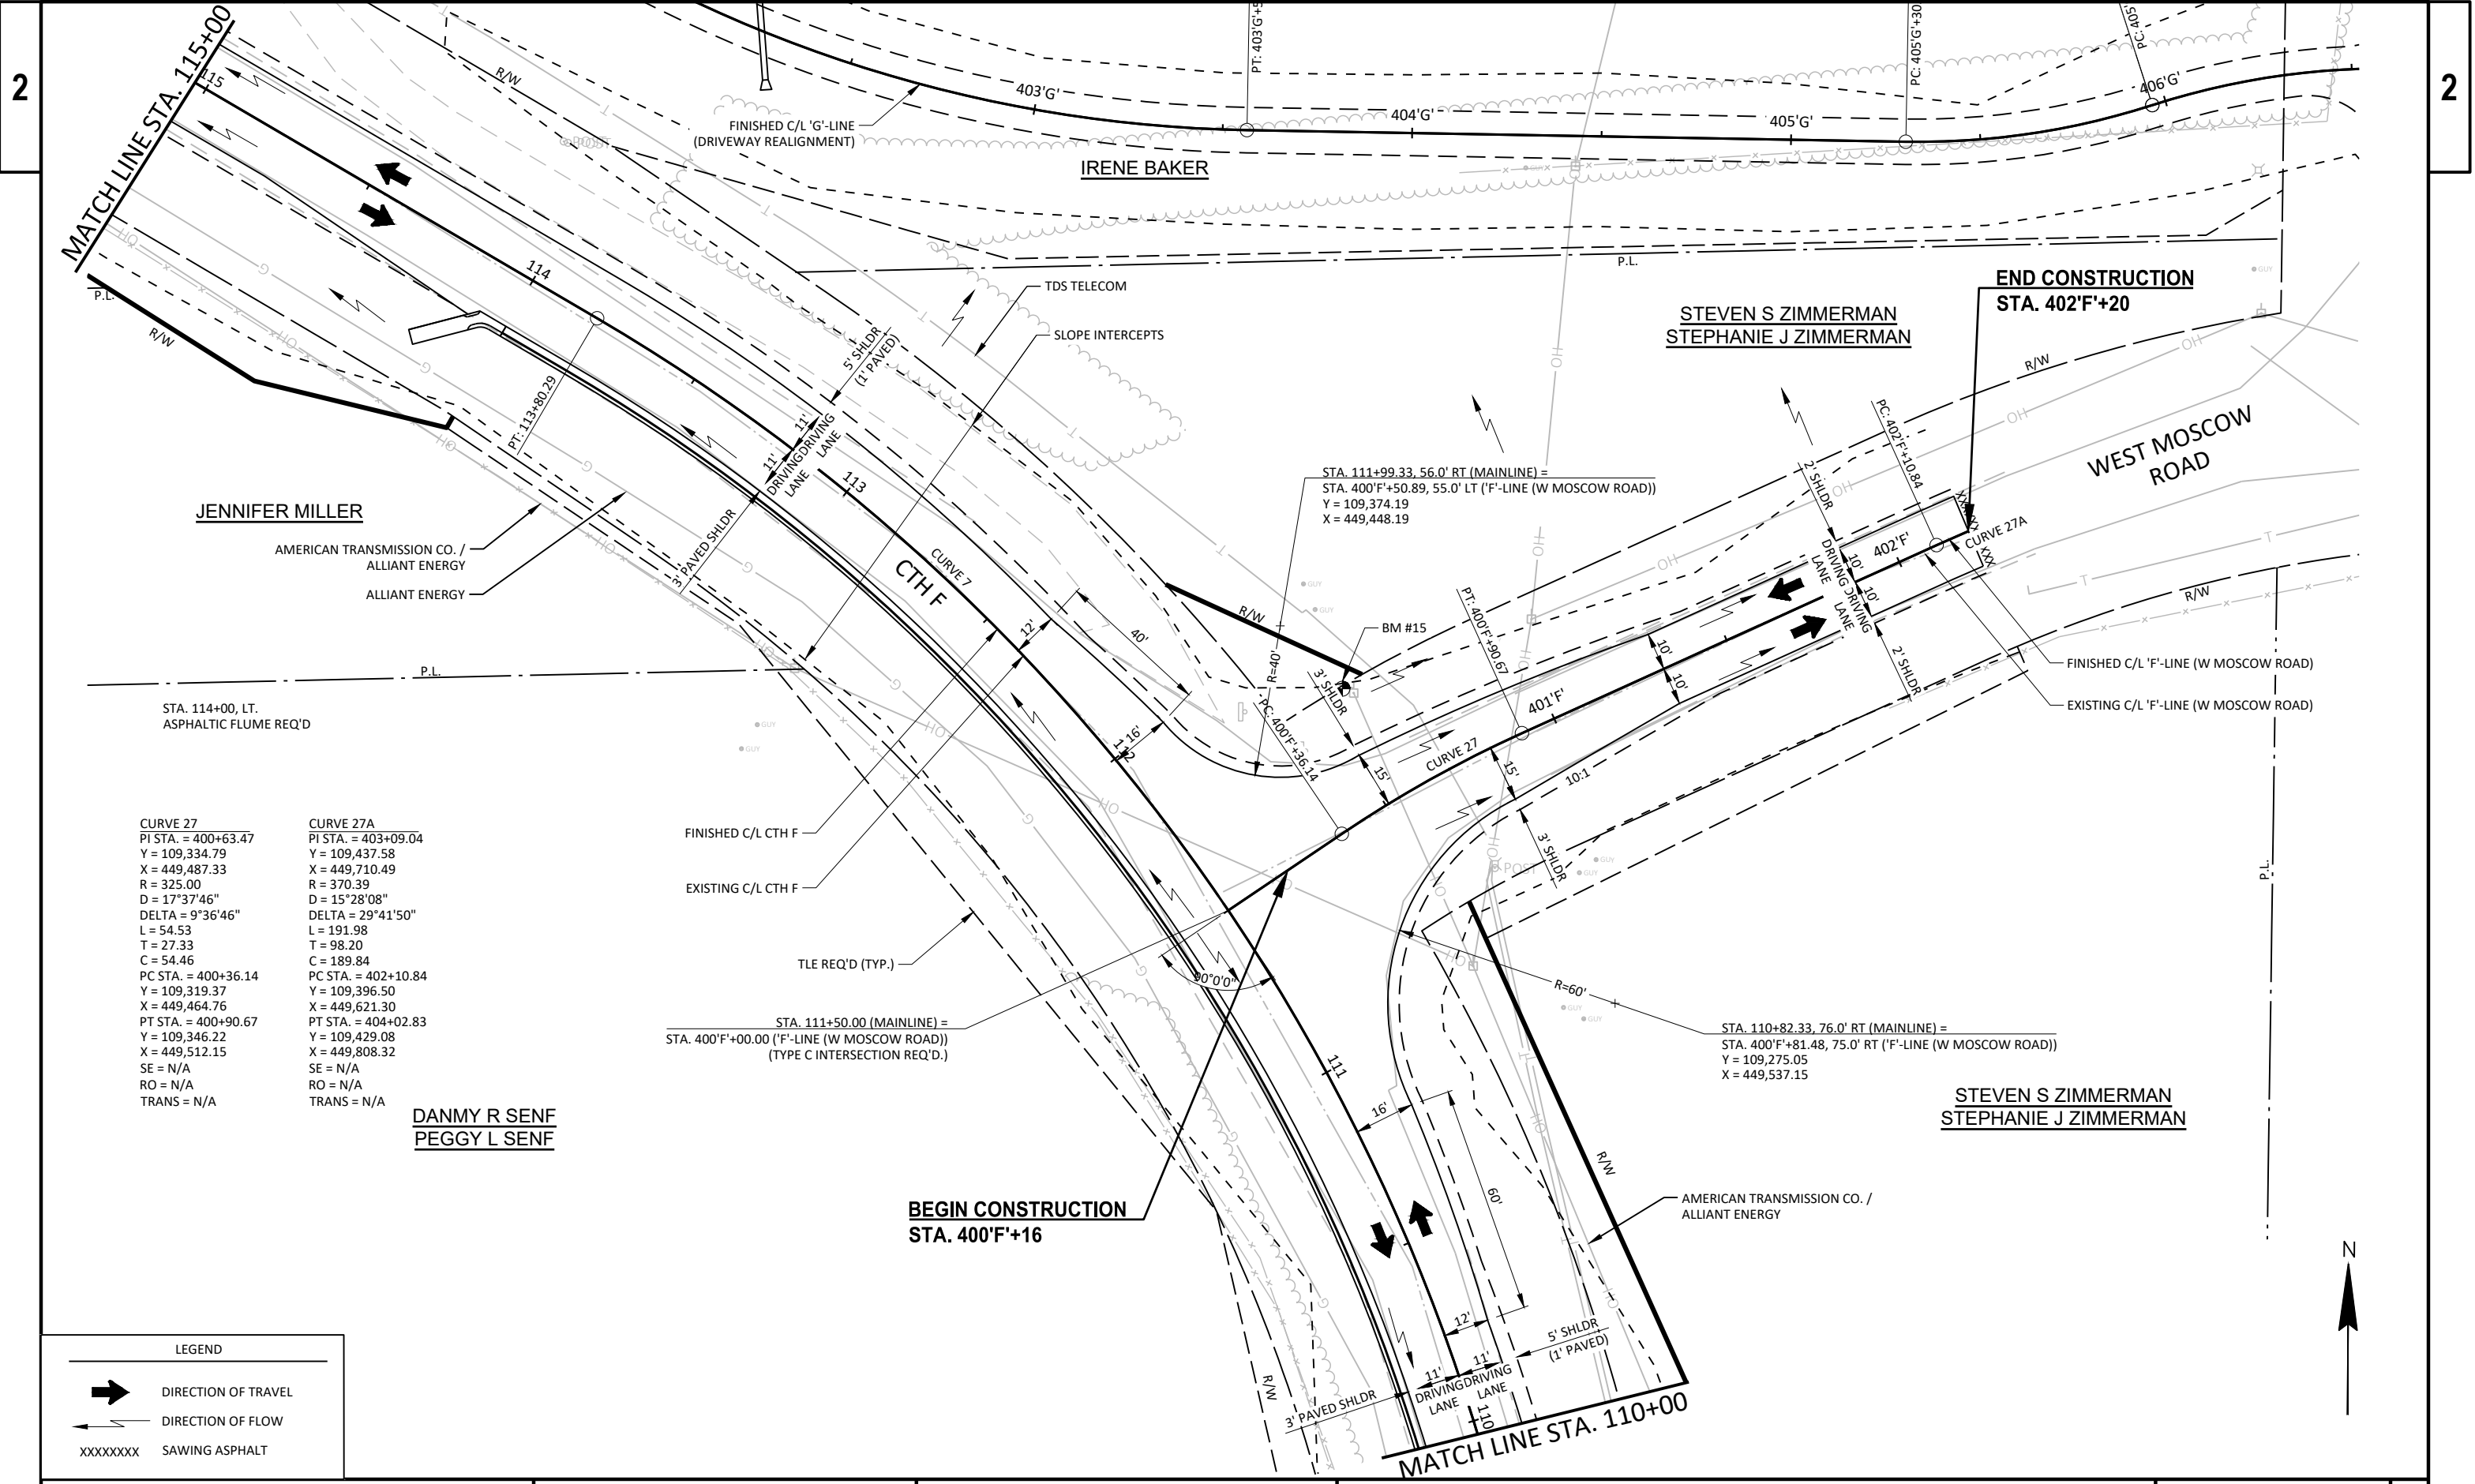 2
2
MATCH LINE STA. 115+00
115
R/W
FINISHED C/L 'G'-LINE
(DRIVEWAY REALIGNMENT)
403'G'
PT: 403'G'+5
404'G'
405'G'
PC: 405'G'+30
PC: 405'
406'G'
IRENE BAKER
P.L.
P.L.
R/W
114
PT: 113+80.29
TDS TELECOM
SLOPE INTERCEPTS
5' SHLDR
(1' PAVED)
11'
DRIVING
LANE
11'
DRIVING
LANE
3' PAVED SHLDR
113
CURVE 7
CTH F
12'
40'
16'
112
END CONSTRUCTION
STA. 402'F'+20
STEVEN S ZIMMERMAN
STEPHANIE J ZIMMERMAN
R/W
WEST MOSCOW
ROAD
PC: 402'F'+10.84
2' SHLDR
XXXXX
CURVE 27A
402'F'
XXX
DRIVING
LANE
10'
DRIVING
LANE
10'
2' SHLDR
R/W
FINISHED C/L 'F'-LINE (W MOSCOW ROAD)
EXISTING C/L 'F'-LINE (W MOSCOW ROAD)
STA. 111+99.33, 56.0' RT (MAINLINE) =
STA. 400'F'+50.89, 55.0' LT ('F'-LINE (W MOSCOW ROAD))
Y = 109,374.19
X = 449,448.19
R/W
BM #15
R=40'
3' SHLDR
PC: 400'F'+36.14
PT: 400'F'+90.67
401'F'
10'
10'
CURVE 27
15'
15'
10:1
3' SHLDR
POST
GUY
GUY
GUY
GUY
GUY
GUY
GUY
GUY
GUY
JENNIFER MILLER
AMERICAN TRANSMISSION CO. /
ALLIANT ENERGY
ALLIANT ENERGY
P.L.
STA. 114+00, LT.
ASPHALTIC FLUME REQ'D
FINISHED C/L CTH F
EXISTING C/L CTH F
TLE REQ'D (TYP.)
90°0'0"
STA. 111+50.00 (MAINLINE) =
STA. 400'F'+00.00 ('F'-LINE (W MOSCOW ROAD))
(TYPE C INTERSECTION REQ'D.)
CURVE 27
PI STA. = 400+63.47
Y = 109,334.79
X = 449,487.33
R = 325.00
D = 17°37'46"
DELTA = 9°36'46"
L = 54.53
T = 27.33
C = 54.46
PC STA. = 400+36.14
Y = 109,319.37
X = 449,464.76
PT STA. = 400+90.67
Y = 109,346.22
X = 449,512.15
SE = N/A
RO = N/A
TRANS = N/A
CURVE 27A
PI STA. = 403+09.04
Y = 109,437.58
X = 449,710.49
R = 370.39
D = 15°28'08"
DELTA = 29°41'50"
L = 191.98
T = 98.20
C = 189.84
PC STA. = 402+10.84
Y = 109,396.50
X = 449,621.30
PT STA. = 404+02.83
Y = 109,429.08
X = 449,808.32
SE = N/A
RO = N/A
TRANS = N/A
DANMY R SENF
PEGGY L SENF
BEGIN CONSTRUCTION
STA. 400'F'+16
R=60'
P.L.
STA. 110+82.33, 76.0' RT (MAINLINE) =
STA. 400'F'+81.48, 75.0' RT ('F'-LINE (W MOSCOW ROAD))
Y = 109,275.05
X = 449,537.15
STEVEN S ZIMMERMAN
STEPHANIE J ZIMMERMAN
111
16'
60'
R/W
AMERICAN TRANSMISSION CO. /
ALLIANT ENERGY
12'
5' SHLDR
(1' PAVED)
11'
11'
DRIVING
LANE
DRIVING
LANE
3' PAVED SHLDR
R/W
110
MATCH LINE STA. 110+00
N
LEGEND
DIRECTION OF TRAVEL
DIRECTION OF FLOW
XXXXXXXX SAWING ASPHALT